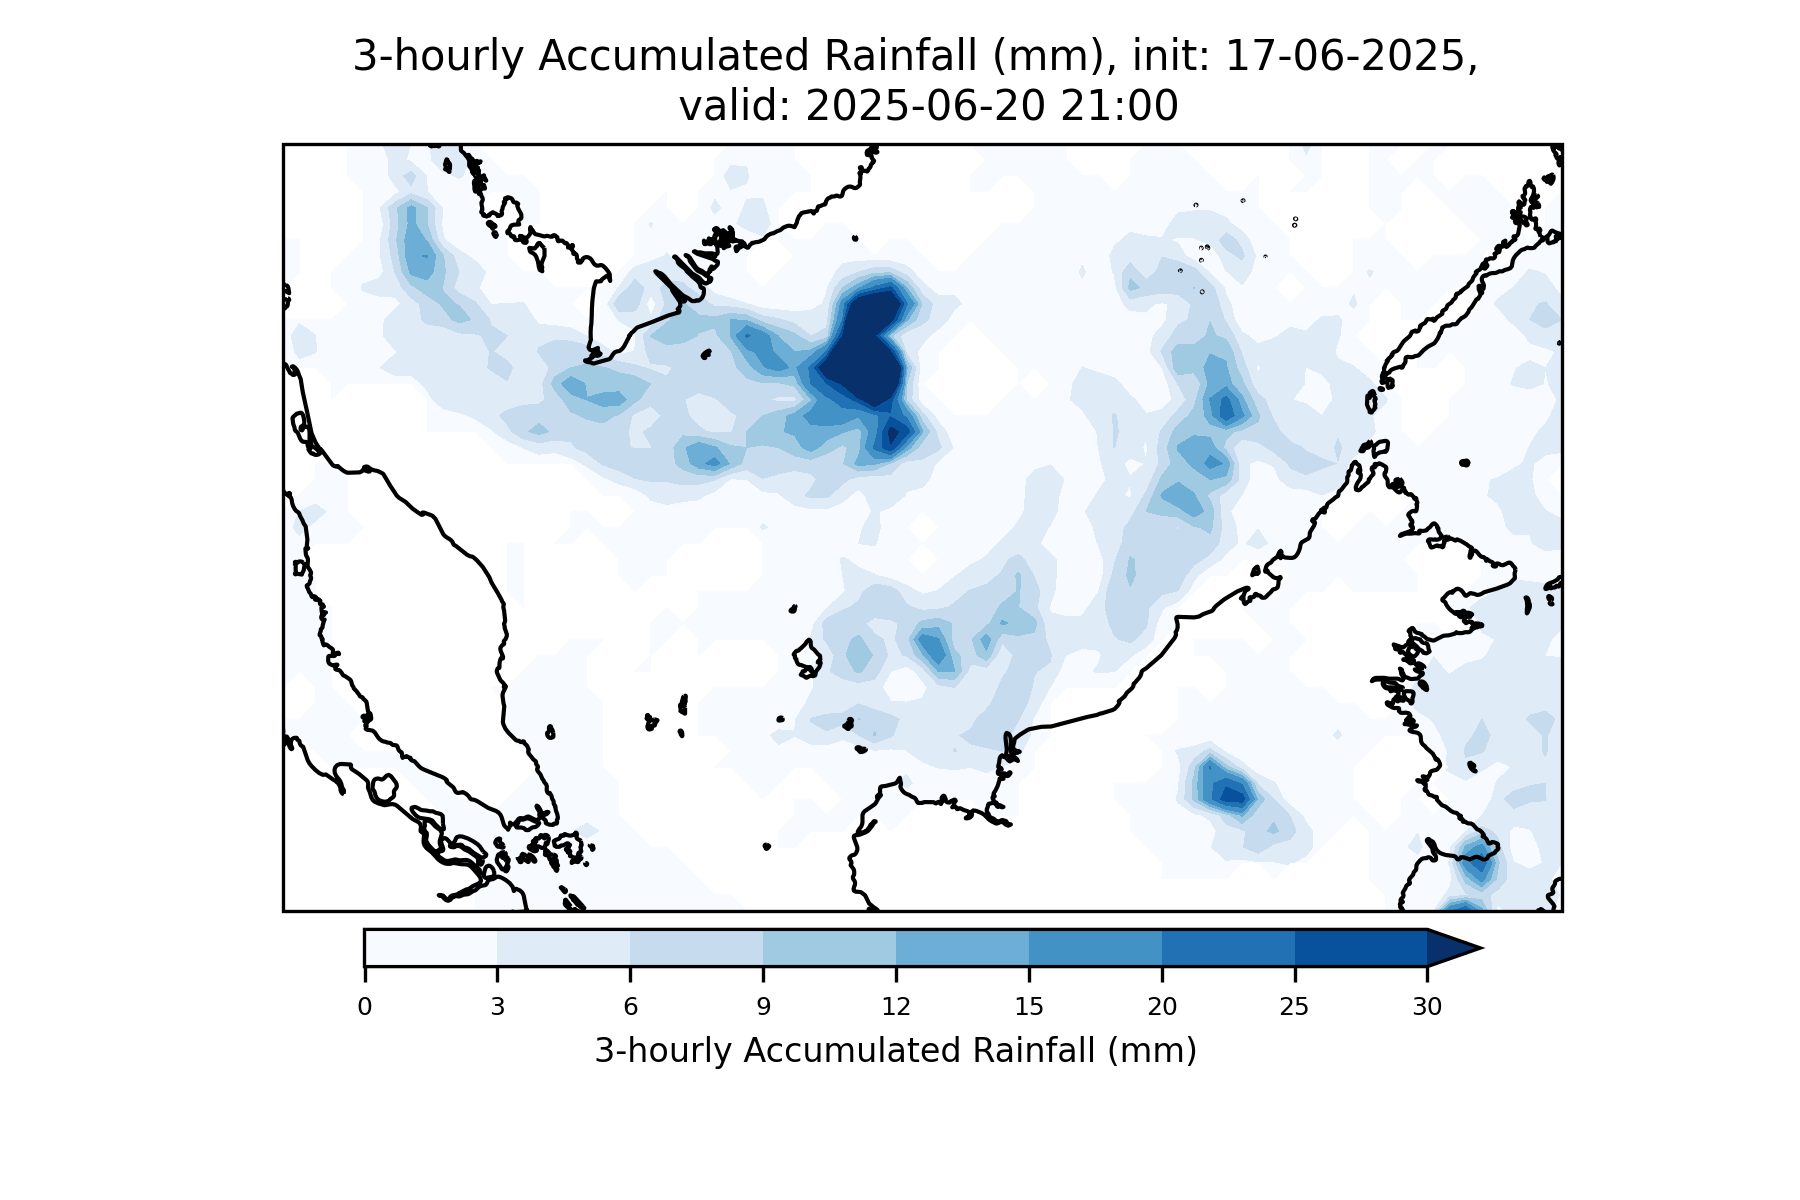 3-hourly Accumulated Rainfall (mm), init: 17-06-2025,
valid: 2025-06-20 21:00
0 3 6 9 12 15 20 25 30
3-hourly Accumulated Rainfall (mm)